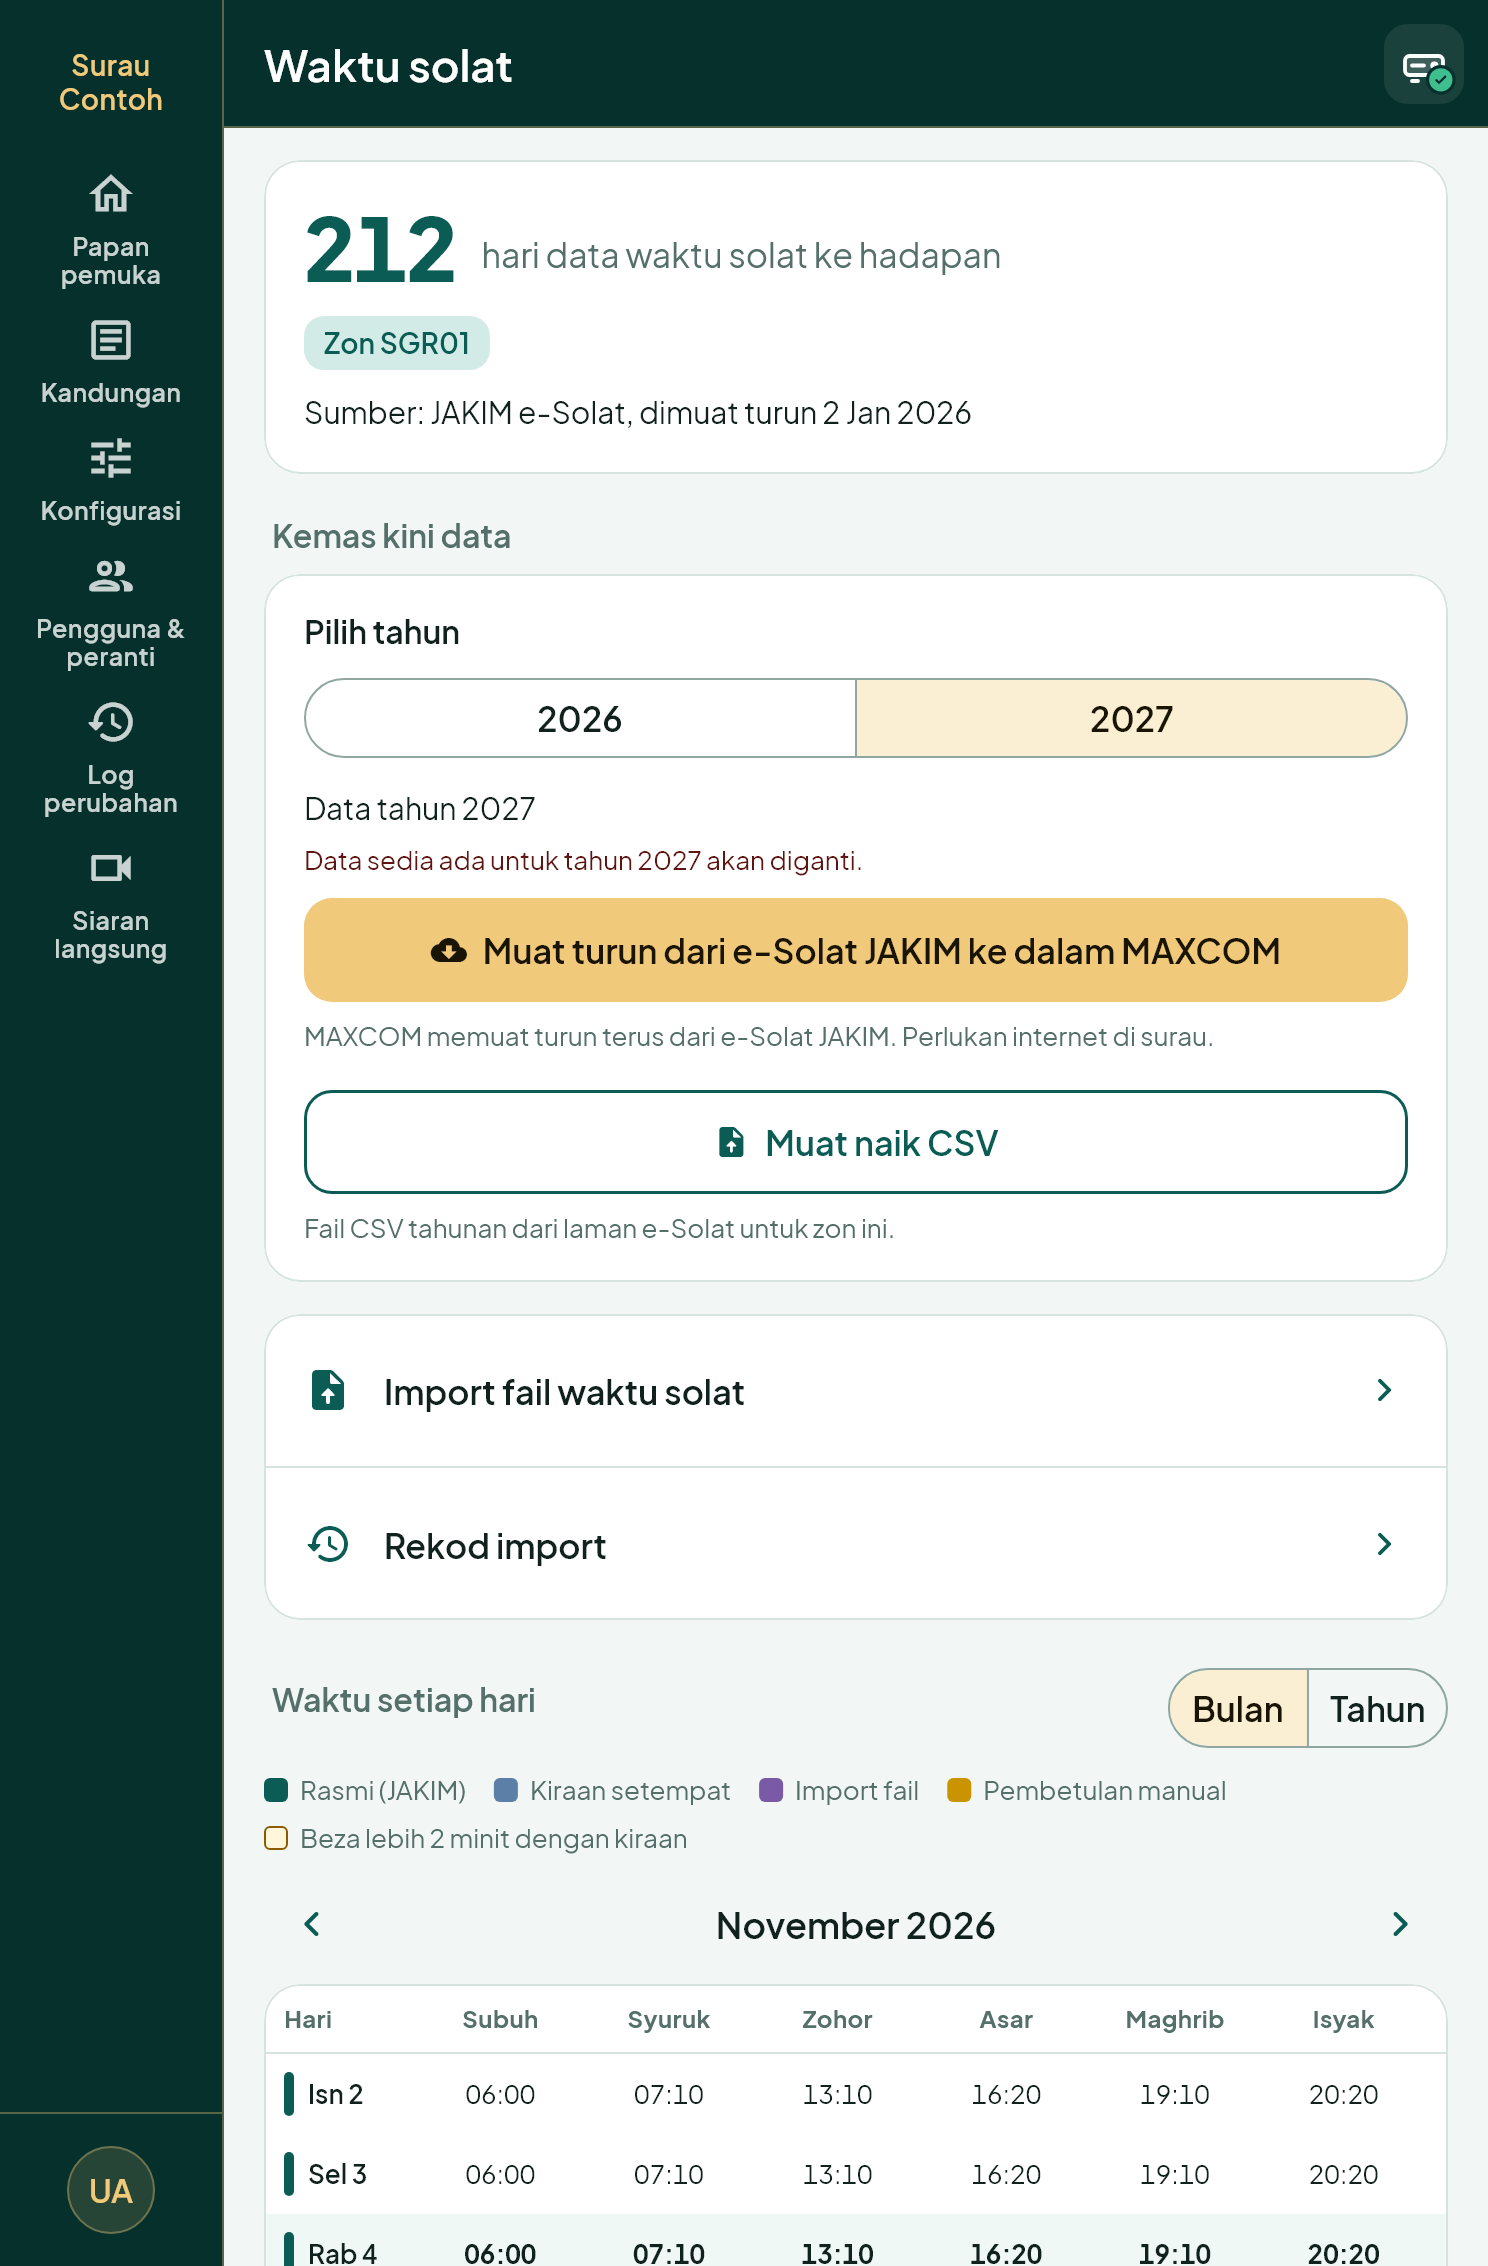 Surau
Contoh
Papan
pemuka
Kandungan
Konfigurasi
Pengguna &
peranti
Log
perubahan
Siaran
langsung
UA
Waktu solat
212 hari data waktu solat ke hadapan
Zon SGR01
Sumber: JAKIM e-Solat, dimuat turun 2 Jan 2026
Kemas kini data
Pilih tahun
2026 2027
Data tahun 2027
Data sedia ada untuk tahun 2027 akan diganti.
Muat turun dari e-Solat JAKIM ke dalam MAXCOM
MAXCOM memuat turun terus dari e-Solat JAKIM. Perlukan internet di surau.
Muat naik CSV
Fail CSV tahunan dari laman e-Solat untuk zon ini.
Import fail waktu solat
Rekod import
Waktu setiap hari
Bulan Tahun
Rasmi (JAKIM) Kiraan setempat Import fail Pembetulan manual
Beza lebih 2 minit dengan kiraan
November 2026
Hari Subuh Syuruk Zohor Asar Maghrib Isyak
Isn 2 06:00 07:10 13:10 16:20 19:10 20:20
Sel 3 06:00 07:10 13:10 16:20 19:10 20:20
Rab 4 06:00 07:10 13:10 16:20 19:10 20:20